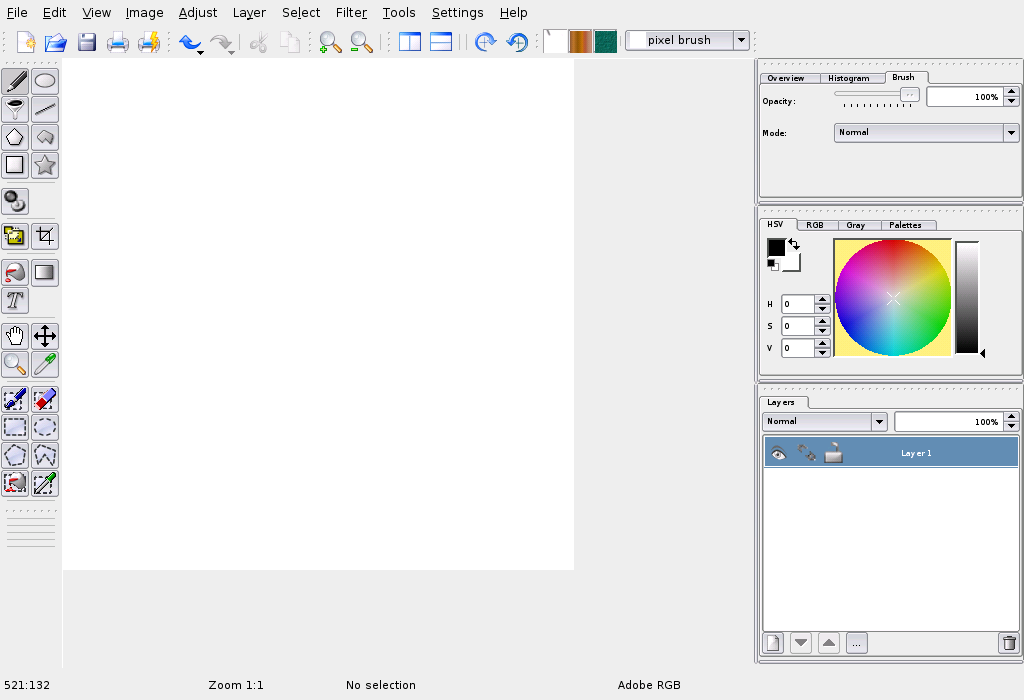 File Edit View Image Adjust Layer Select Filter Tools Settings Help
pixel brush
Overview Histogram Brush
Opacity: 100%
Mode: Normal
HSV RGB Gray Palettes
H 0
S 0
V 0
Layers
Normal 100%
Layer 1
...
T
521:132 Zoom 1:1 No selection Adobe RGB